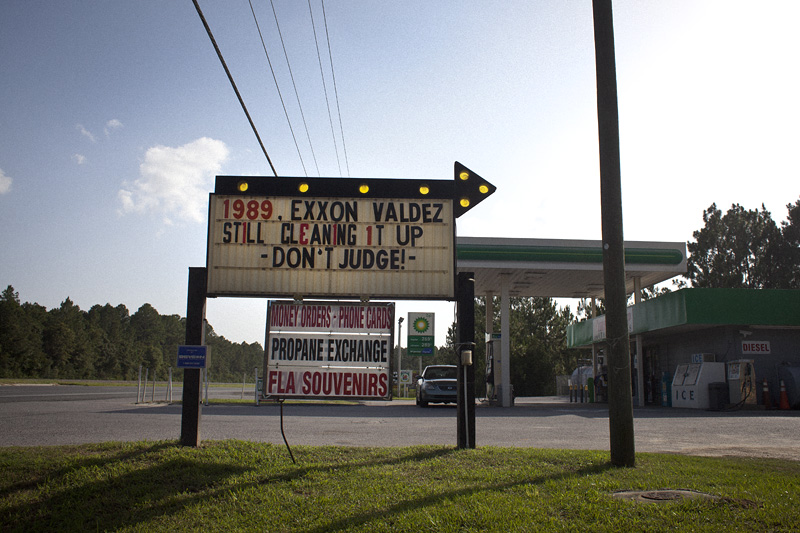 1989. EXXON VALDEZ
STILL CLEANING IT UP
-DON'T JUDGE!-
MONEY ORDERS - PHONE CARDS
PROPANE EXCHANGE
FLA SOUVENIRS
DIESEL
ICE
ICE